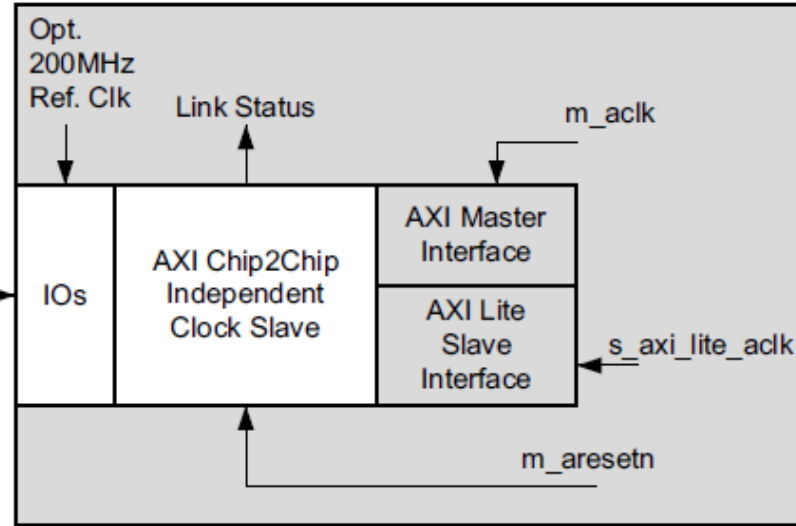 Opt.
200MHz
Ref. Clk
Link Status
m_aclk
IOs
AXI Chip2Chip
Independent
Clock Slave
AXI Master
Interface
AXI Lite
Slave
Interface
s_axi_lite_aclk
m_aresetn